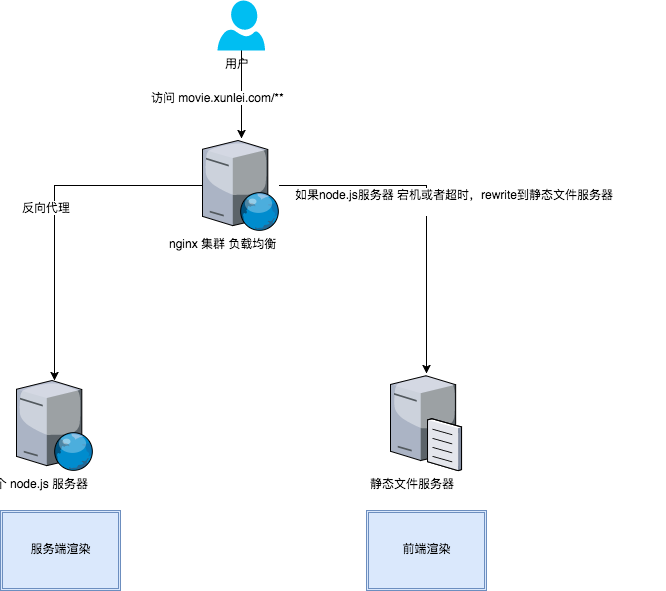 用户
访问 movie.xunlei.com/**
如果node.js服务器 宕机或者超时，rewrite到静态文件服务器
反向代理
nginx 集群 负载均衡
个 node.js 服务器
静态文件服务器
服务端渲染
前端渲染